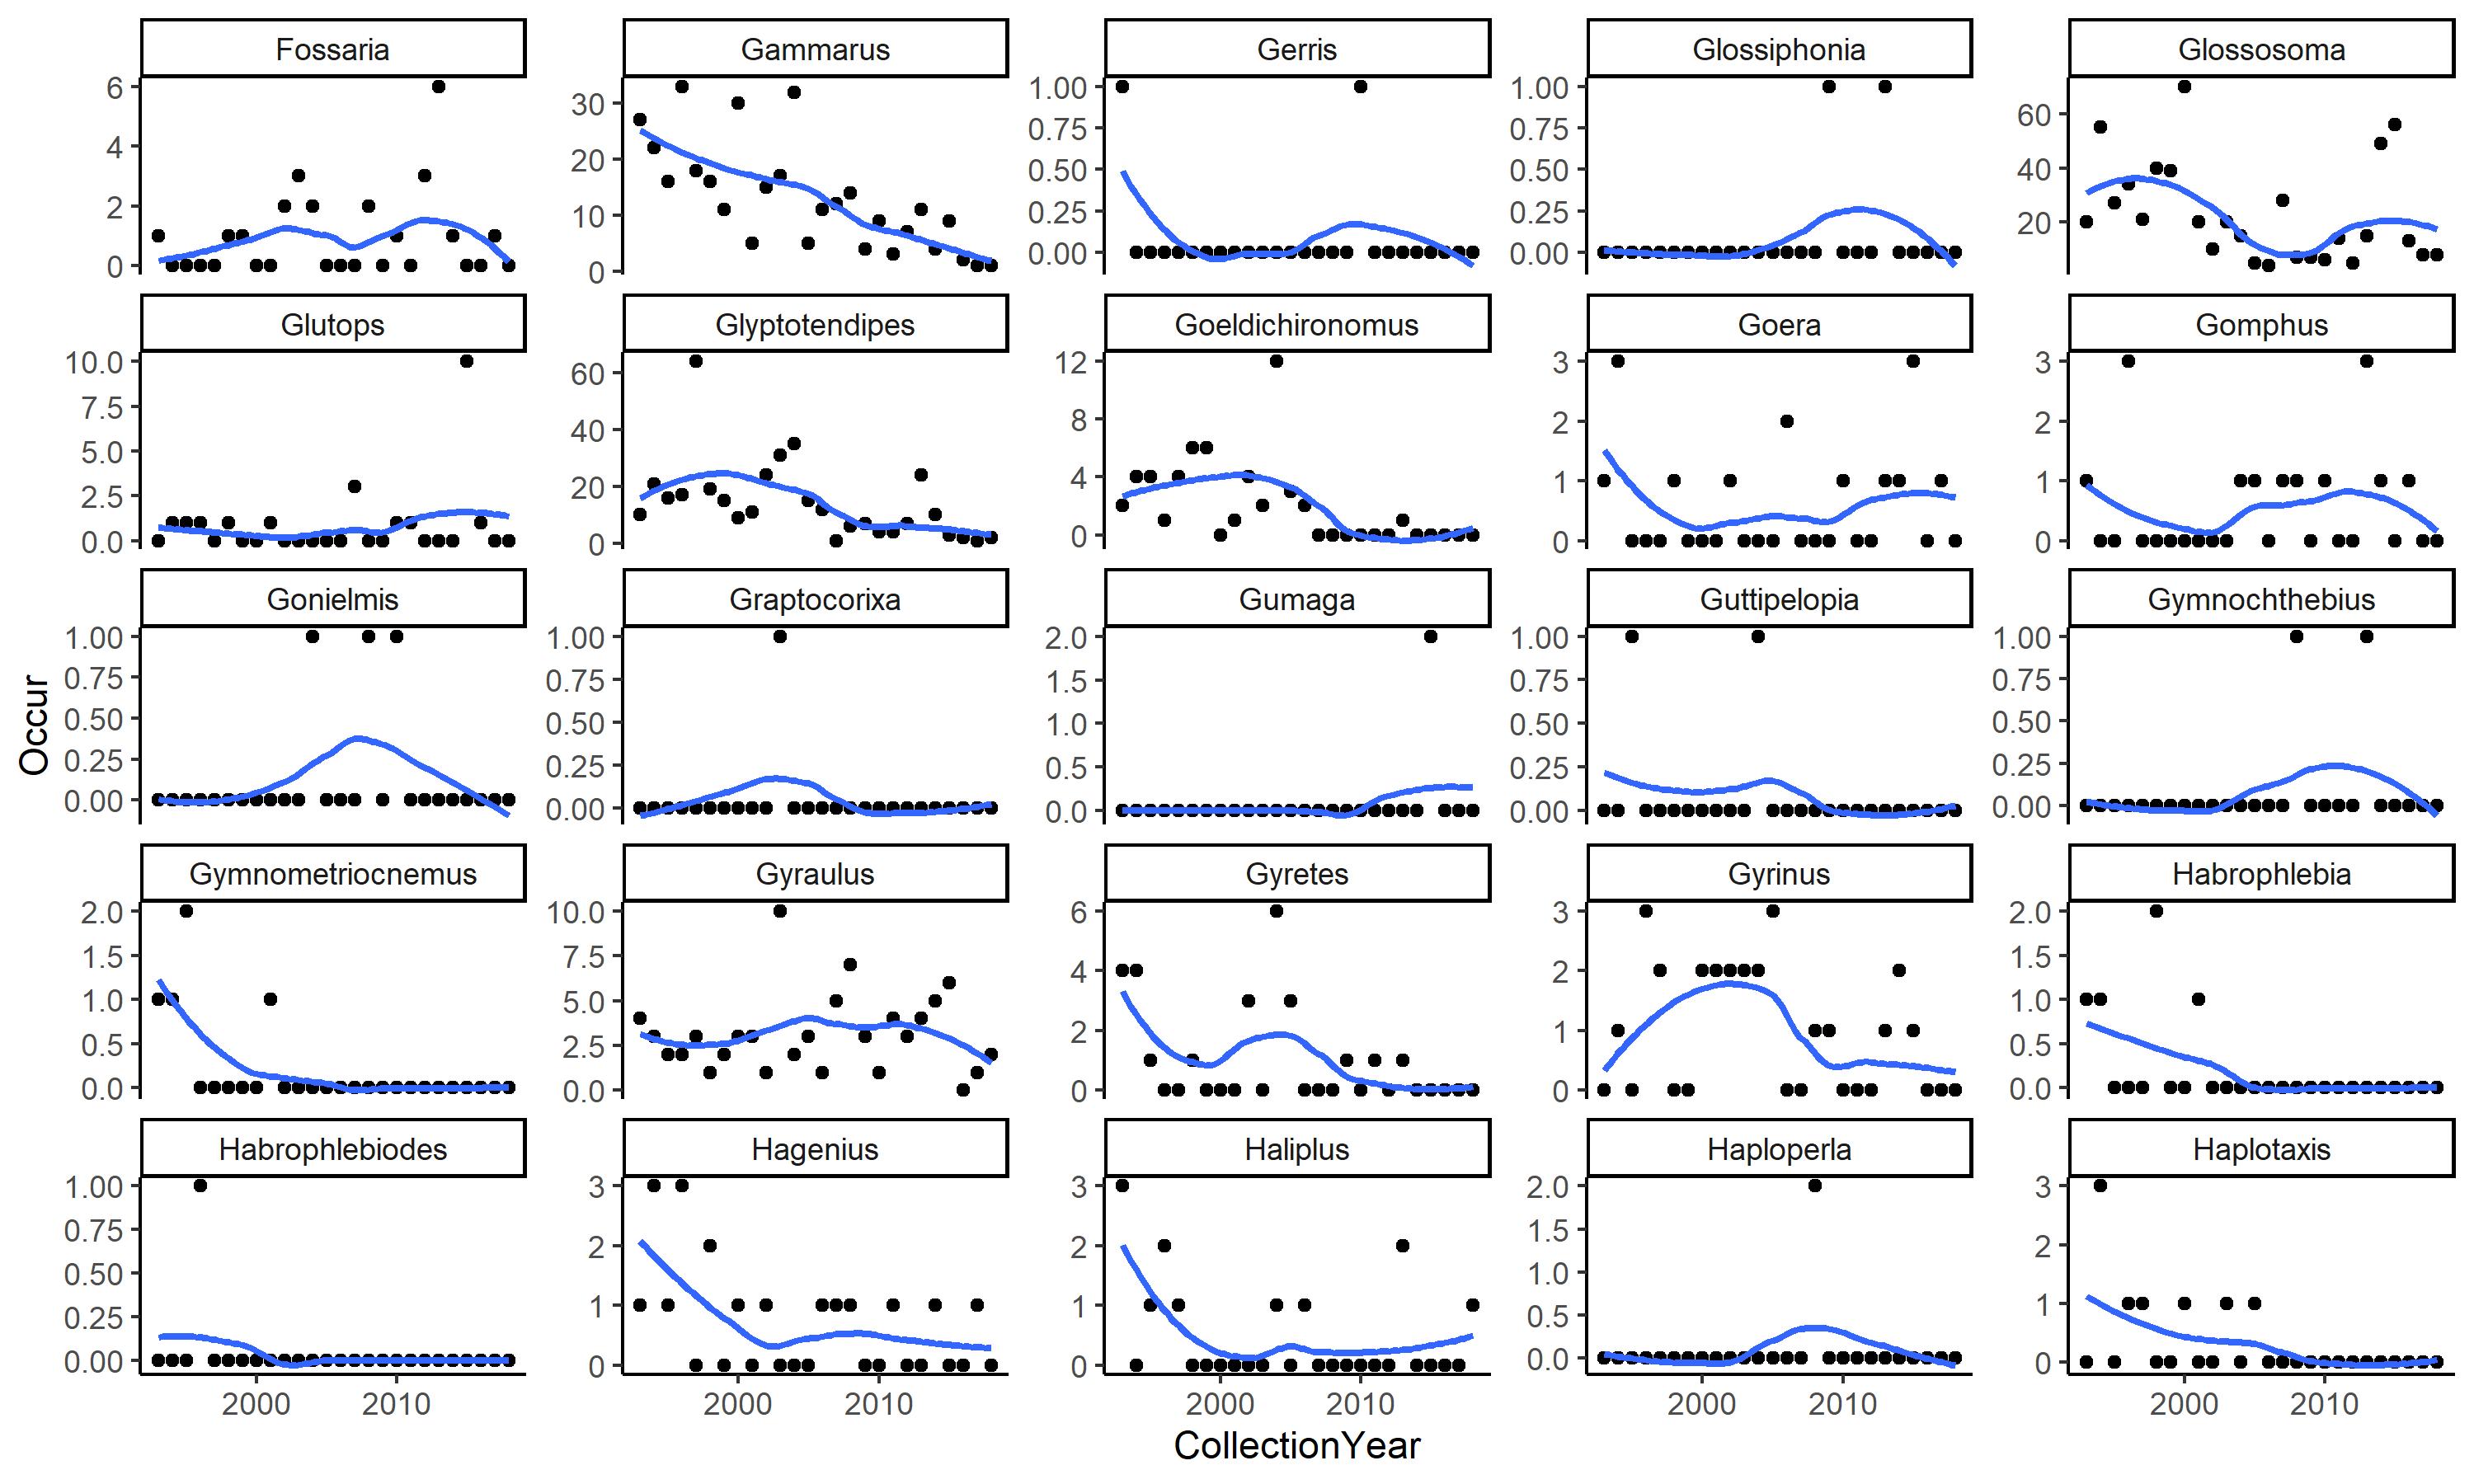 Fossaria Gammarus Gerris Glossiphonia Glossosoma
6 4 2 0
30 20 10 0
1.00 0.75 0.50 0.25 0.00
1.00 0.75 0.50 0.25 0.00
60 40 20
Glutops Glyptotendipes Goeldichironomus Goera Gomphus
10.0 7.5 5.0 2.5 0.0
60 40 20 0
12 8 4 0
3 2 1 0
3 2 1 0
Gonielmis Graptocorixa Gumaga Guttipelopia Gymnochthebius
1.00 0.75 0.50 0.25 0.00
1.00 0.75 0.50 0.25 0.00
2.0 1.5 1.0 0.5 0.0
1.00 0.75 0.50 0.25 0.00
1.00 0.75 0.50 0.25 0.00
Occur
Gymnometriocnemus Gyraulus Gyretes Gyrinus Habrophlebia
2.0 1.5 1.0 0.5 0.0
10.0 7.5 5.0 2.5 0.0
6 4 2 0
3 2 1 0
2.0 1.5 1.0 0.5 0.0
Habrophlebiodes Hagenius Haliplus Haploperla Haplotaxis
1.00 0.75 0.50 0.25 0.00
3 2 1 0
3 2 1 0
2.0 1.5 1.0 0.5 0.0
3 2 1 0
2000 2010 2000 2010 2000 2010 2000 2010 2000 2010
CollectionYear